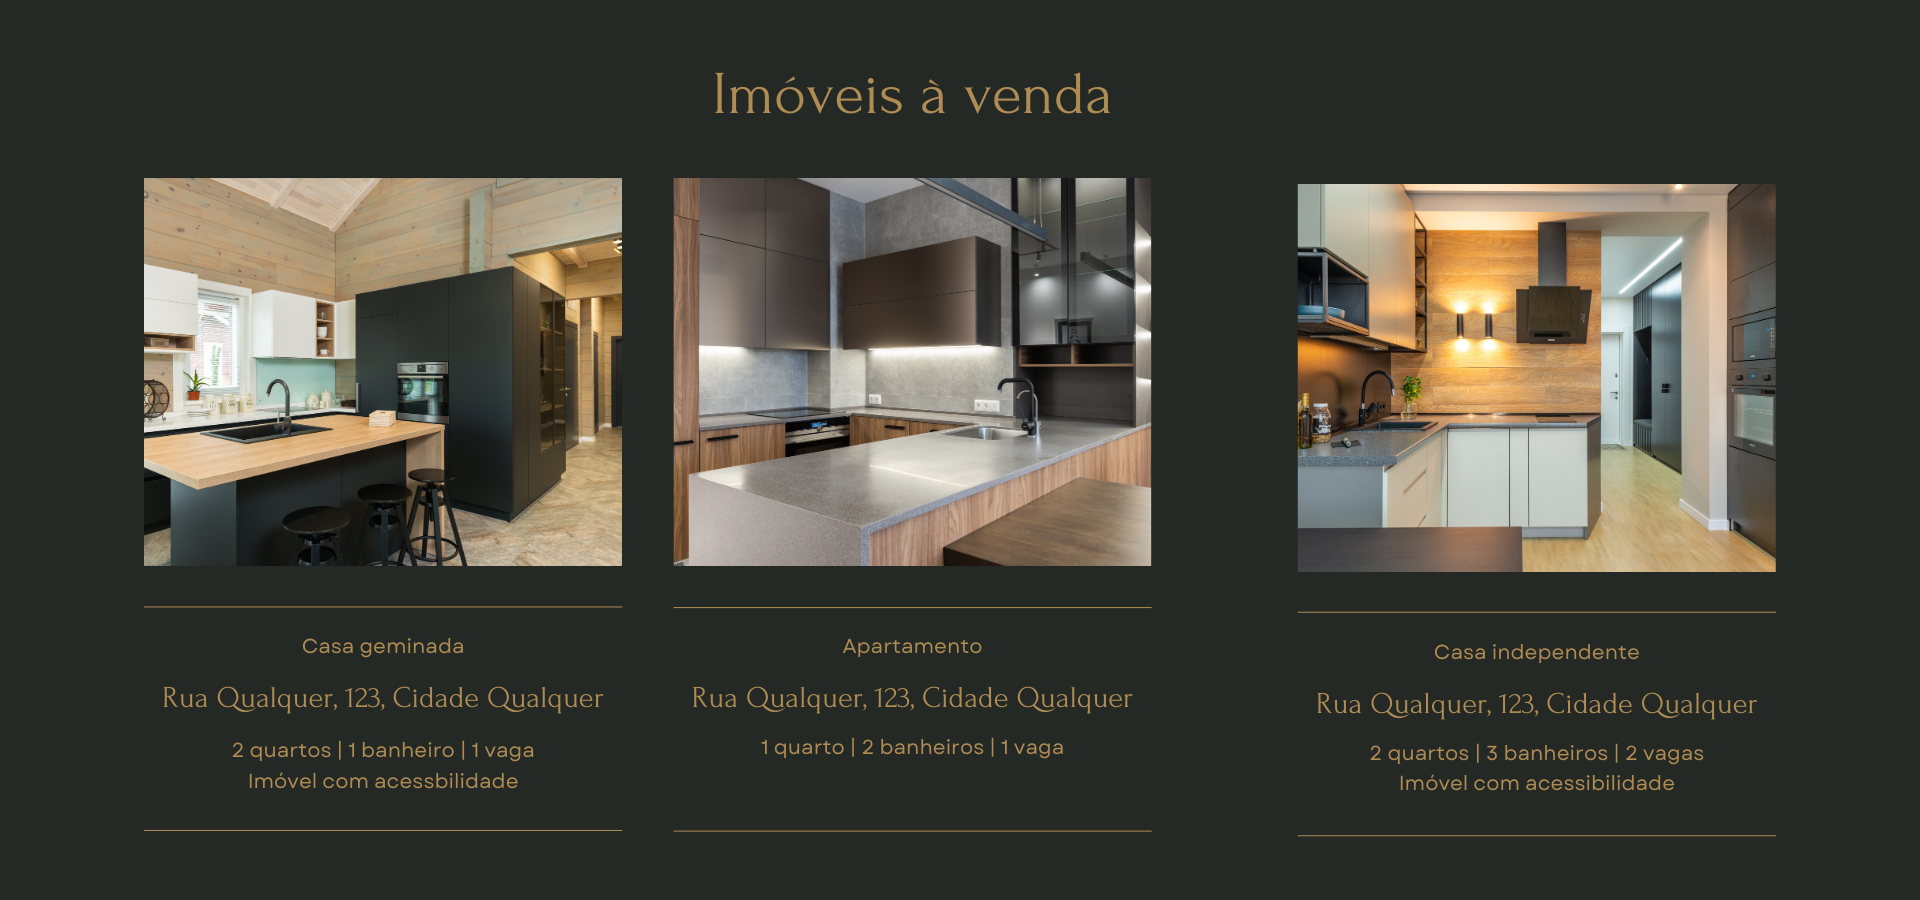 Imóveis à venda
Casa geminada
Rua Qualquer, 123, Cidade Qualquer
2 quartos | 1 banheiro | 1 vaga
Imóvel com acessbilidade
Apartamento
Rua Qualquer, 123, Cidade Qualquer
1 quarto | 2 banheiros | 1 vaga
Casa independente
Rua Qualquer, 123, Cidade Qualquer
2 quartos | 3 banheiros | 2 vagas
Imóvel com acessibilidade